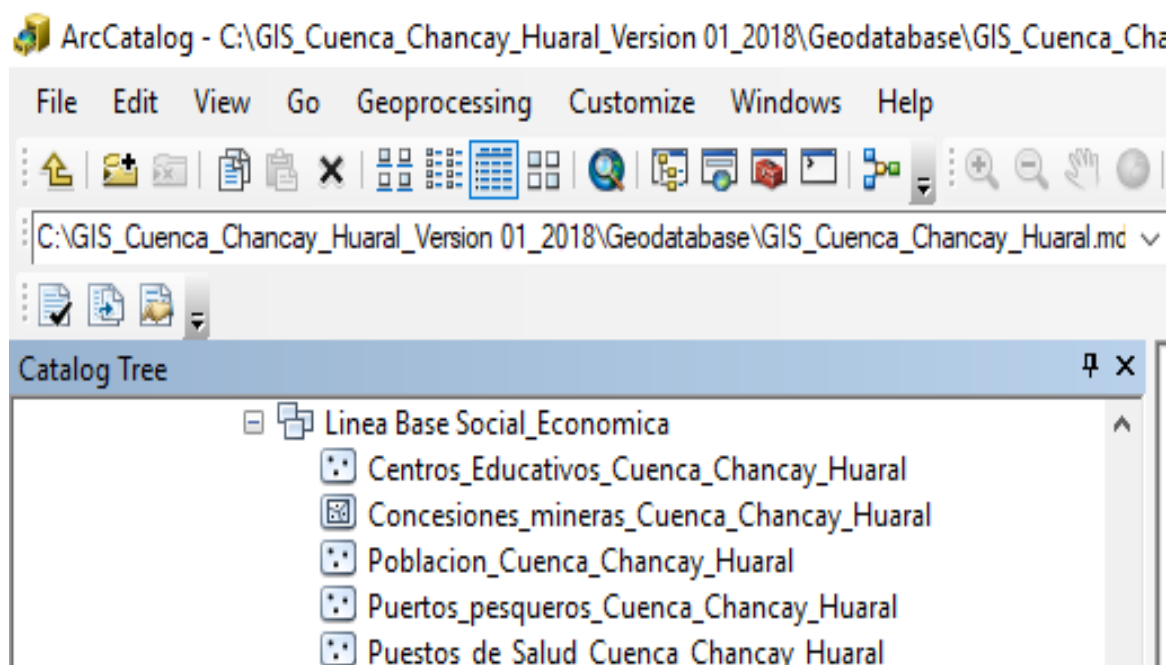 ArcCatalog - C:\GIS_Cuenca_Chancay_Huaral_Version 01_2018\Geodatabase\GIS_Cuenca_Cha
File Edit View Go Geoprocessing Customize Windows Help
C:\GIS_Cuenca_Chancay_Huaral_Version 01_2018\Geodatabase\GIS_Cuenca_Chancay_Huaral.md
Catalog Tree
Linea Base Social_Economica
Centros_Educativos_Cuenca_Chancay_Huaral
Concesiones_mineras_Cuenca_Chancay_Huaral
Poblacion_Cuenca_Chancay_Huaral
Puertos_pesqueros_Cuenca_Chancay_Huaral
Puestos_de_Salud_Cuenca_Chancay_Huaral